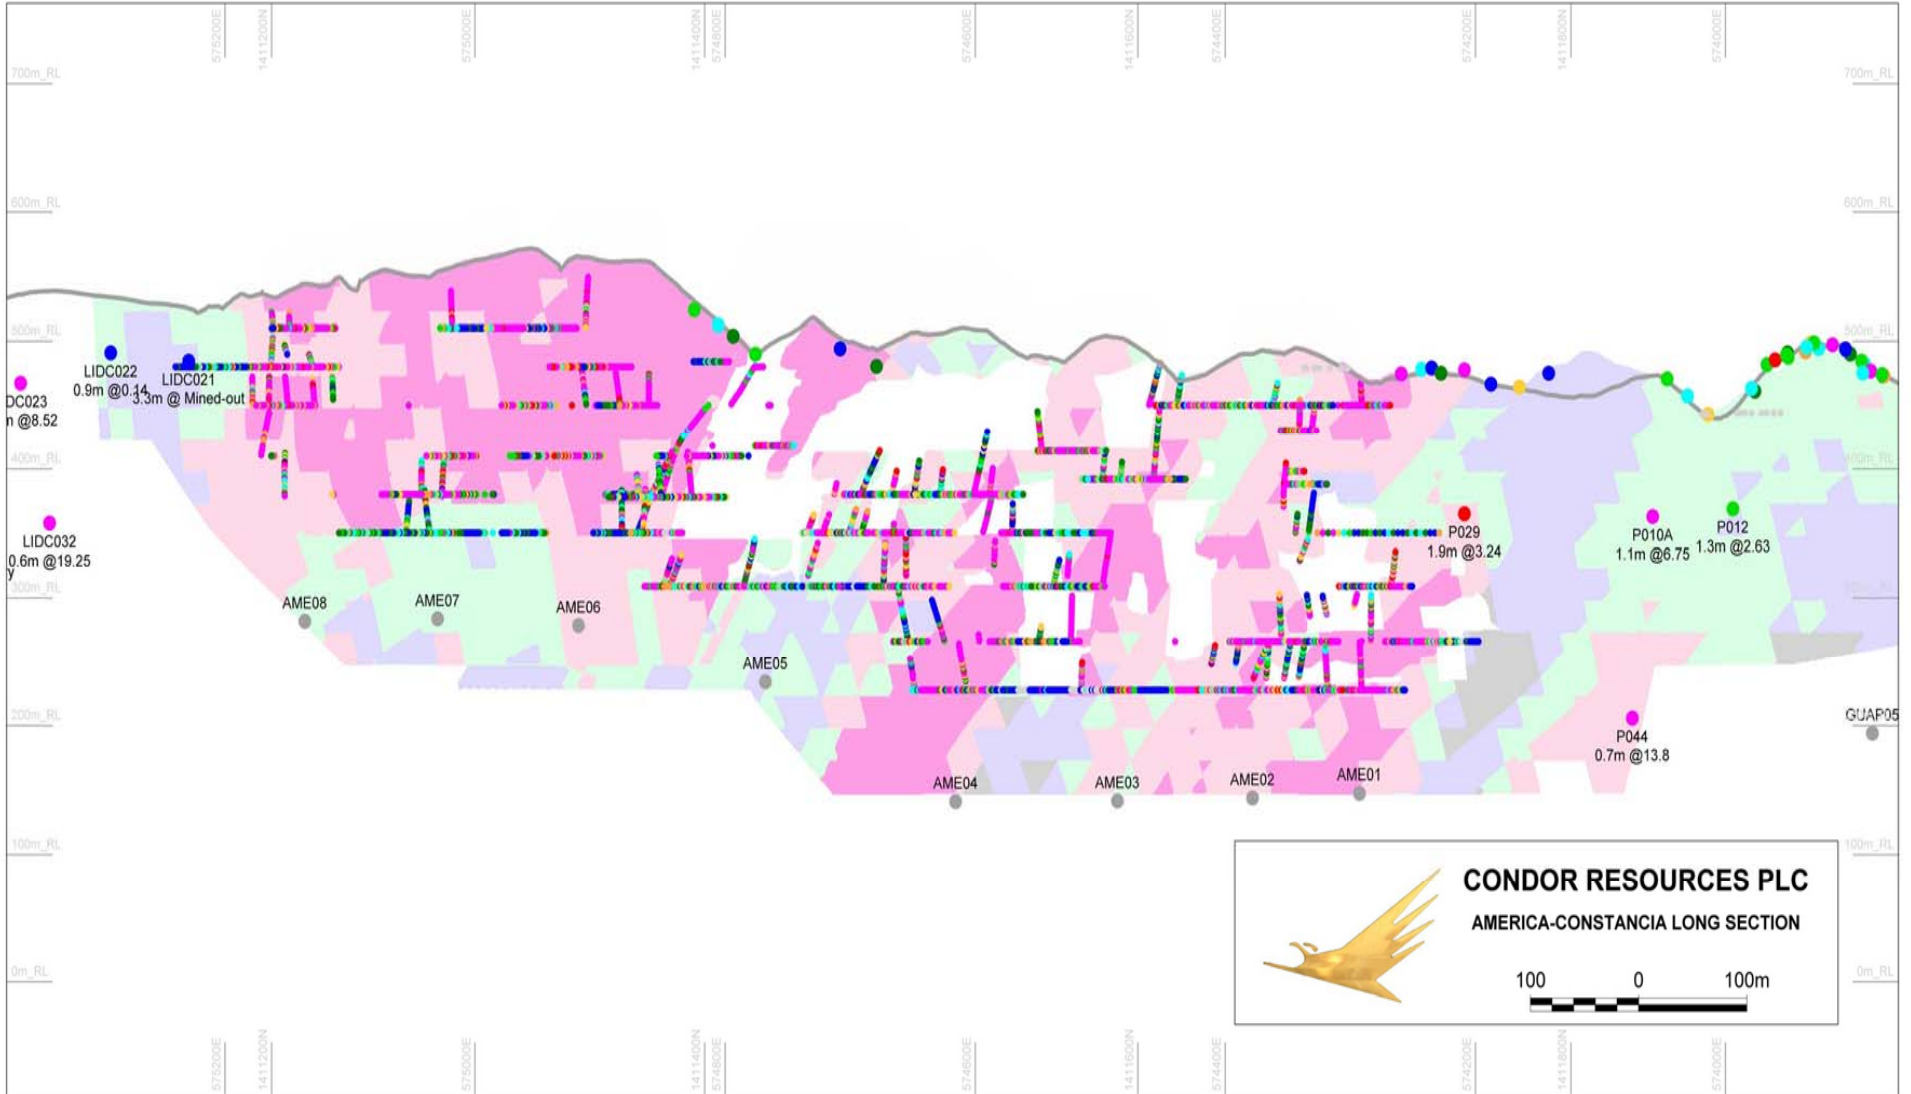 575200E
1411200N
575000E
1411400N
574800E
574600E
1411600N
574400E
574200E
1411800N
574000E
700m_RL
700m_RL
600m_RL
600m_RL
500m_RL
500m_RL
LIDC022
0.9m @0.14
LIDC021
3.3m @ Mined-out
DC023
m @8.52
400m_RL
400m_RL
LIDC032
0.6m @19.25
y
P029
1.9m @3.24
P010A
1.1m @6.75
P012
1.3m @2.63
300m_RL
AME08
AME07
AME06
AME05
200m_RL
P044
0.7m @13.8
GUAP05
AME04
AME03
AME02
AME01
100m_RL
100m_RL
0m_RL
0m_RL
CONDOR RESOURCES PLC
AMERICA-CONSTANCIA LONG SECTION
100 0 100m
575200E
1411200N
575000E
1411400N
574800E
574600E
1411600N
574400E
574200E
1411800N
574000E